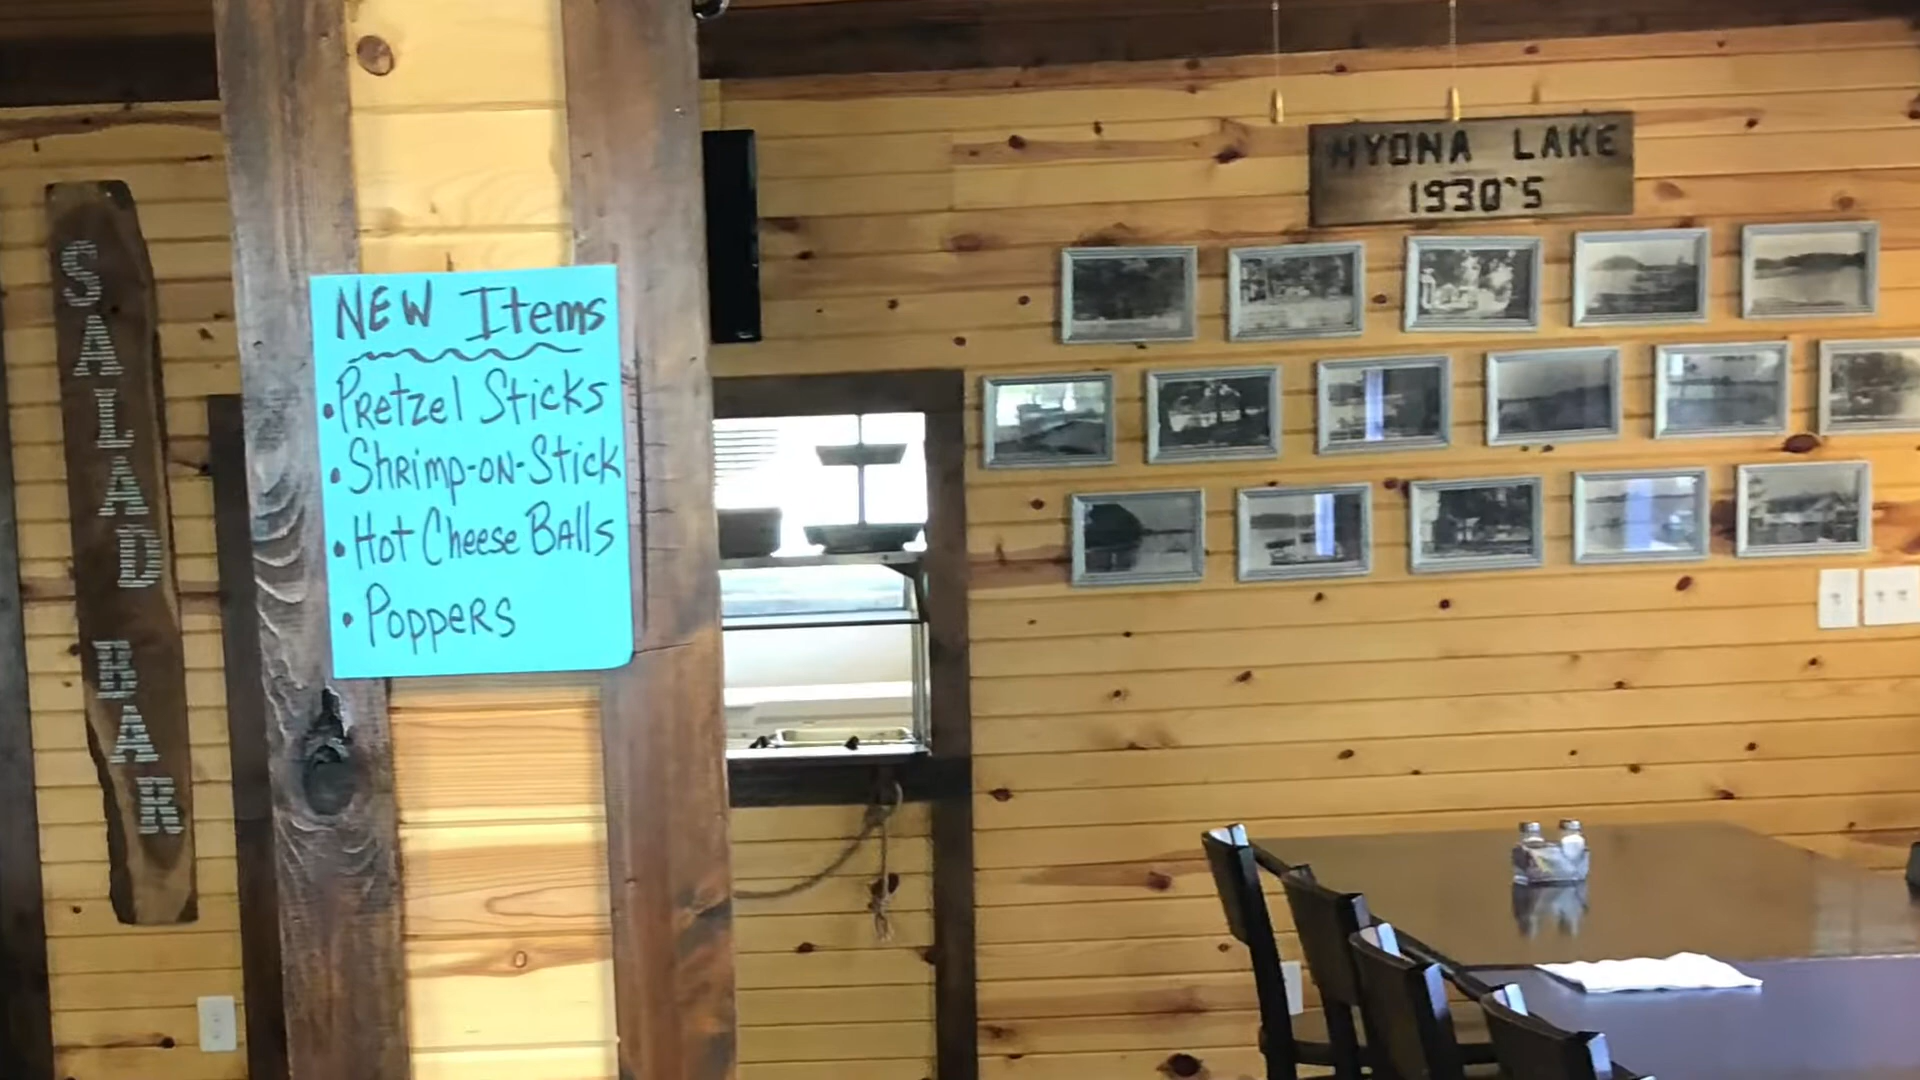 SALAD BAR
NEW Items
• Pretzel Sticks
• Shrimp-on-Stick
• Hot Cheese Balls
• Poppers
HYONA LAKE
1930'S